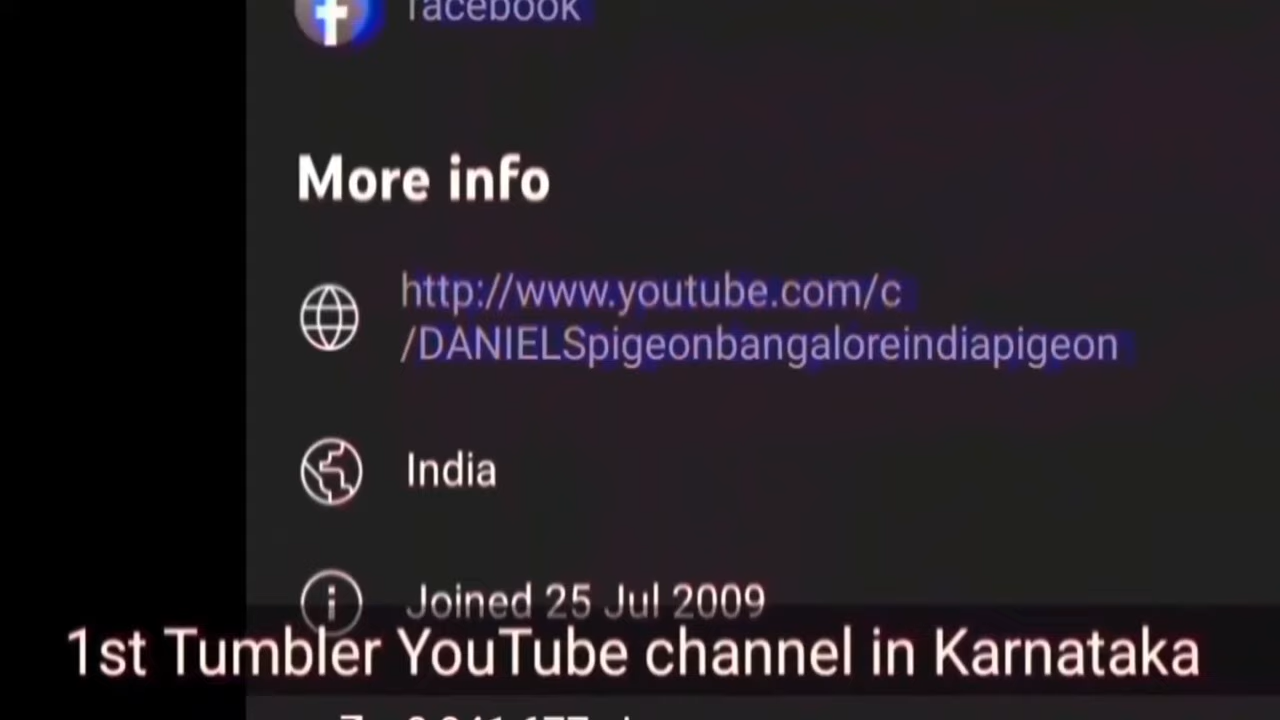 facebook
More info
http://www.youtube.com/c
/DANIELSpigeonbangaloreindiapigeon
India
Joined 25 Jul 2009
1st Tumbler YouTube channel in Karnataka